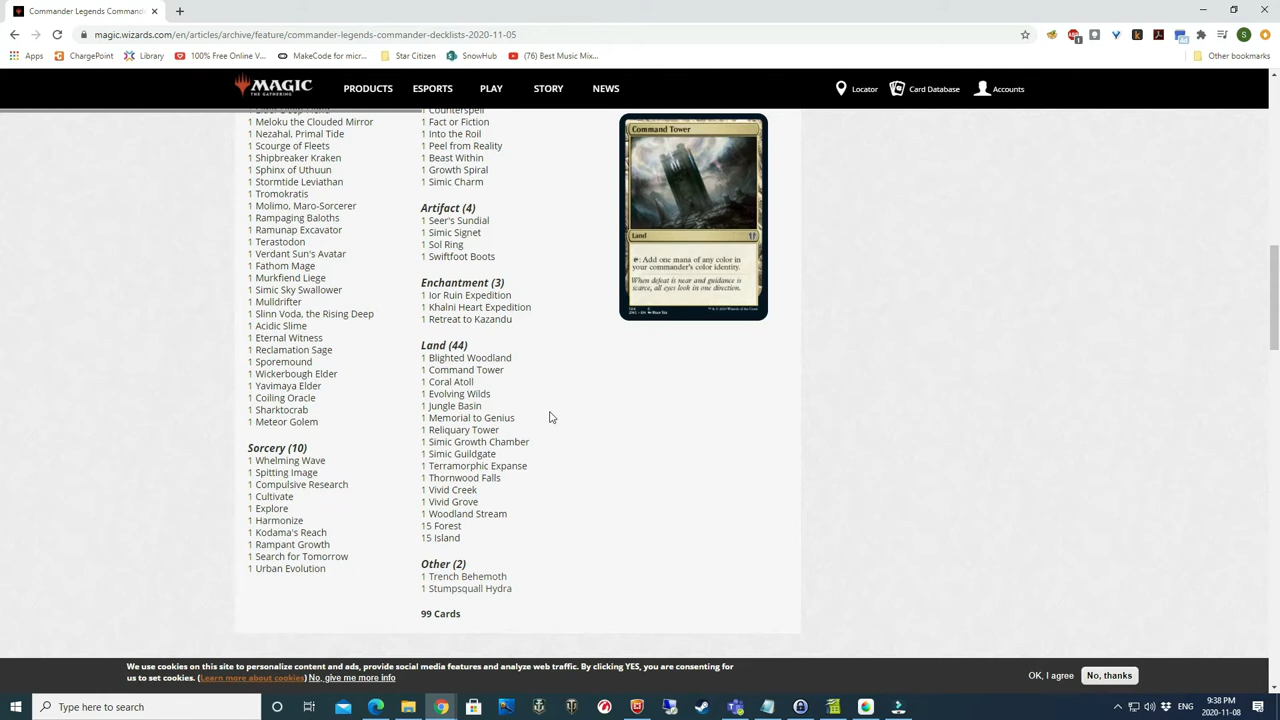 Commander Legends Command
magic.wizards.com/en/articles/archive/feature/commander-legends-commander-decklists-2020-11-05
Apps
ChargePoint
Library
100% Free Online V...
MakeCode for micr...
Star Citizen
SnowHub
(76) Best Music Mix...
Other bookmarks
MAGIC
THE GATHERING
PRODUCTS
ESPORTS
PLAY
STORY
NEWS
Locator
Card Database
Accounts
1 Meloku the Clouded Mirror
1 Nezahal, Primal Tide
1 Scourge of Fleets
1 Shipbreaker Kraken
1 Sphinx of Uthuun
1 Stormtide Leviathan
1 Tromokratis
1 Molimo, Maro-Sorcerer
1 Rampaging Baloths
1 Ramunap Excavator
1 Terastodon
1 Verdant Sun's Avatar
1 Fathom Mage
1 Murkfiend Liege
1 Simic Sky Swallower
1 Mulldrifter
1 Slinn Voda, the Rising Deep
1 Acidic Slime
1 Eternal Witness
1 Reclamation Sage
1 Sporemound
1 Wickerbough Elder
1 Yavimaya Elder
1 Coiling Oracle
1 Sharktocrab
1 Meteor Golem
Sorcery (10)
1 Whelming Wave
1 Spitting Image
1 Compulsive Research
1 Cultivate
1 Explore
1 Harmonize
1 Kodama's Reach
1 Rampant Growth
1 Search for Tomorrow
1 Urban Evolution
1 Counterspell
1 Fact or Fiction
1 Into the Roil
1 Peel from Reality
1 Beast Within
1 Growth Spiral
1 Simic Charm
Artifact (4)
1 Seer's Sundial
1 Simic Signet
1 Sol Ring
1 Swiftfoot Boots
Enchantment (3)
1 Ior Ruin Expedition
1 Khalni Heart Expedition
1 Retreat to Kazandu
Land (44)
1 Blighted Woodland
1 Command Tower
1 Coral Atoll
1 Evolving Wilds
1 Jungle Basin
1 Memorial to Genius
1 Reliquary Tower
1 Simic Growth Chamber
1 Simic Guildgate
1 Terramorphic Expanse
1 Thornwood Falls
1 Vivid Creek
1 Vivid Grove
1 Woodland Stream
15 Forest
15 Island
Other (2)
1 Trench Behemoth
1 Stumpsquall Hydra
99 Cards
Command Tower
Land
: Add one mana of any color in
your commander's color identity.
When defeat is near and guidance is
scarce, all eyes look in one direction.
We use cookies on this site to personalize content and ads, provide social media features and analyze web traffic. By clicking YES, you are consenting for
us to set cookies. (Learn more about cookies) No, give me more info
OK, I agree
No, thanks
Type here to search
ENG
9:38 PM
2020-11-08